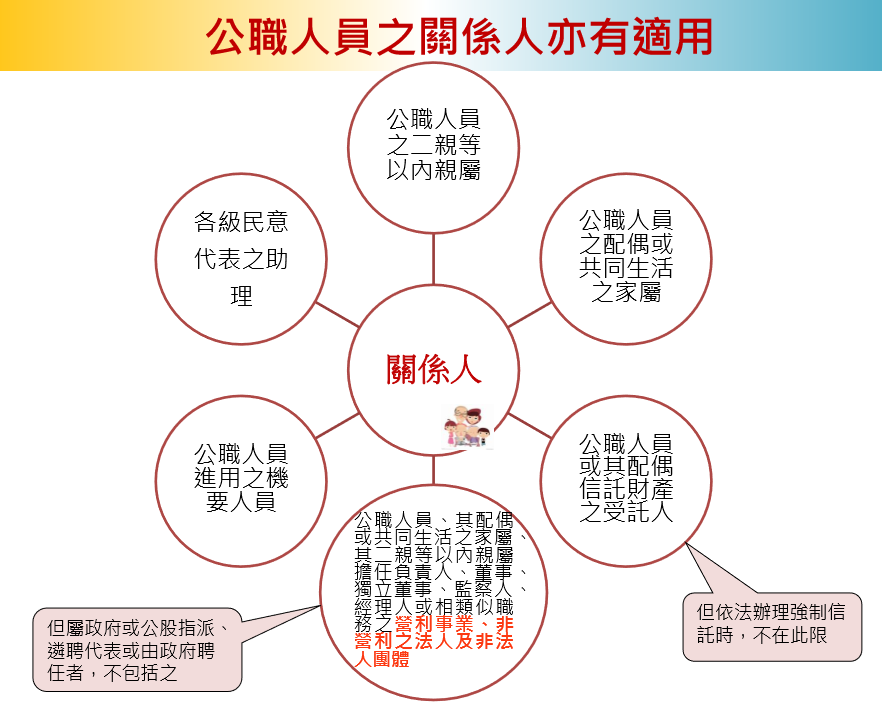 公職人員之關係人亦有適用
公職人員
之二親等
以內親屬
公職人員
之配偶或
共同生活
之家屬
公職人員
或其配偶
信託財產
之受託人
但依法辦理強制信
託時，不在此限
公職人員、其配偶
或共同生活之家屬、
其二親等以內親屬
擔任負責人、董事、
獨立董事、監察人、
經理人或相類似職
務之營利事業、非
營利之法人及非法
人團體
但屬政府或公股指派、
遴聘代表或由政府聘
任者，不包括之
公職人員
進用之機
要人員
各級民意
代表之助
理
關係人